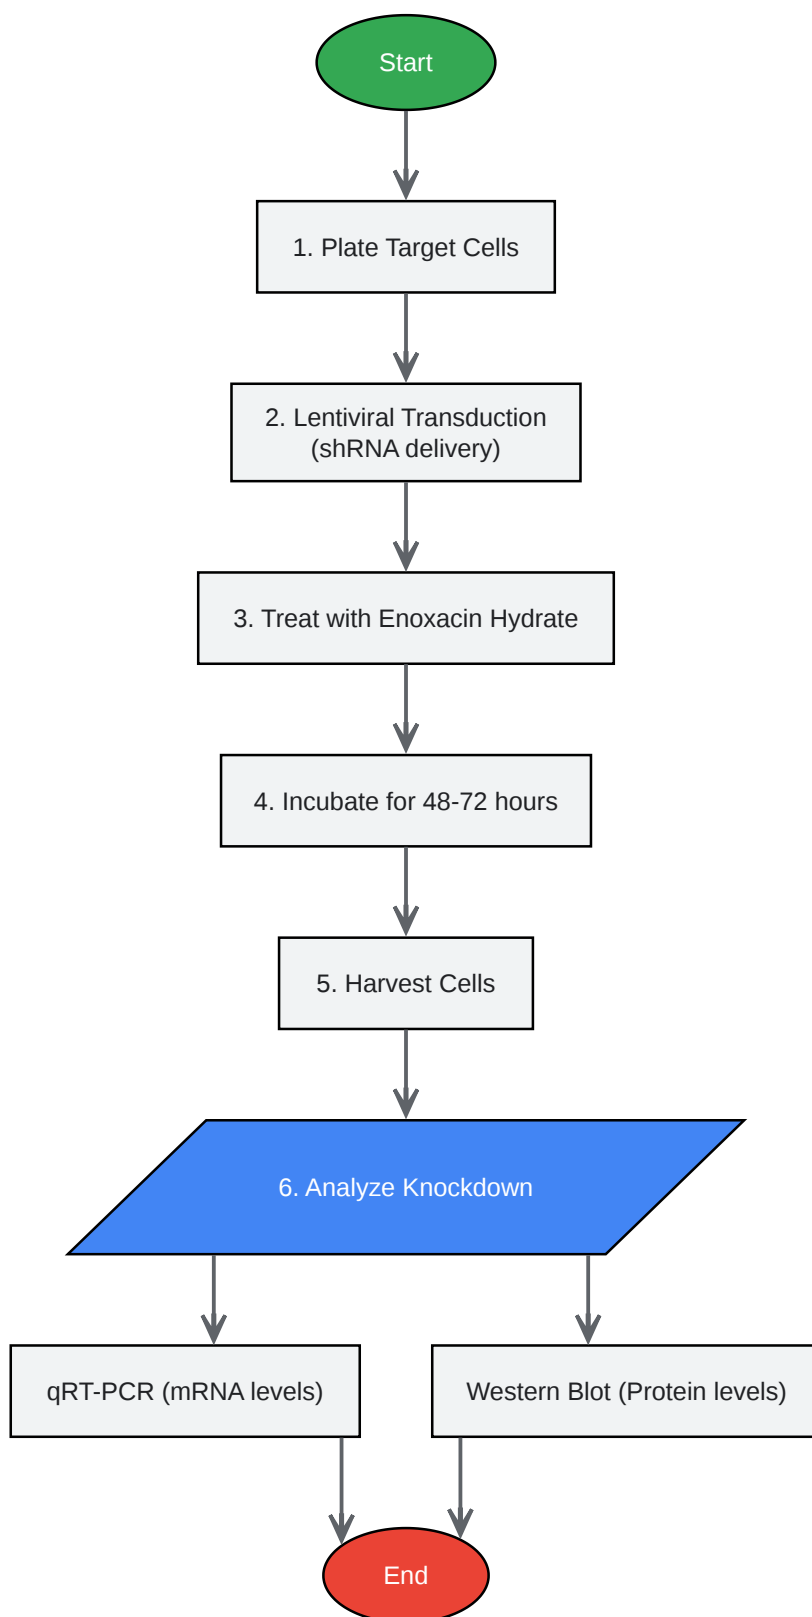 Start
1. Plate Target Cells
2. Lentiviral Transduction
(shRNA delivery)
3. Treat with Enoxacin Hydrate
4. Incubate for 48-72 hours
5. Harvest Cells
6. Analyze Knockdown
qRT-PCR (mRNA levels)
Western Blot (Protein levels)
End